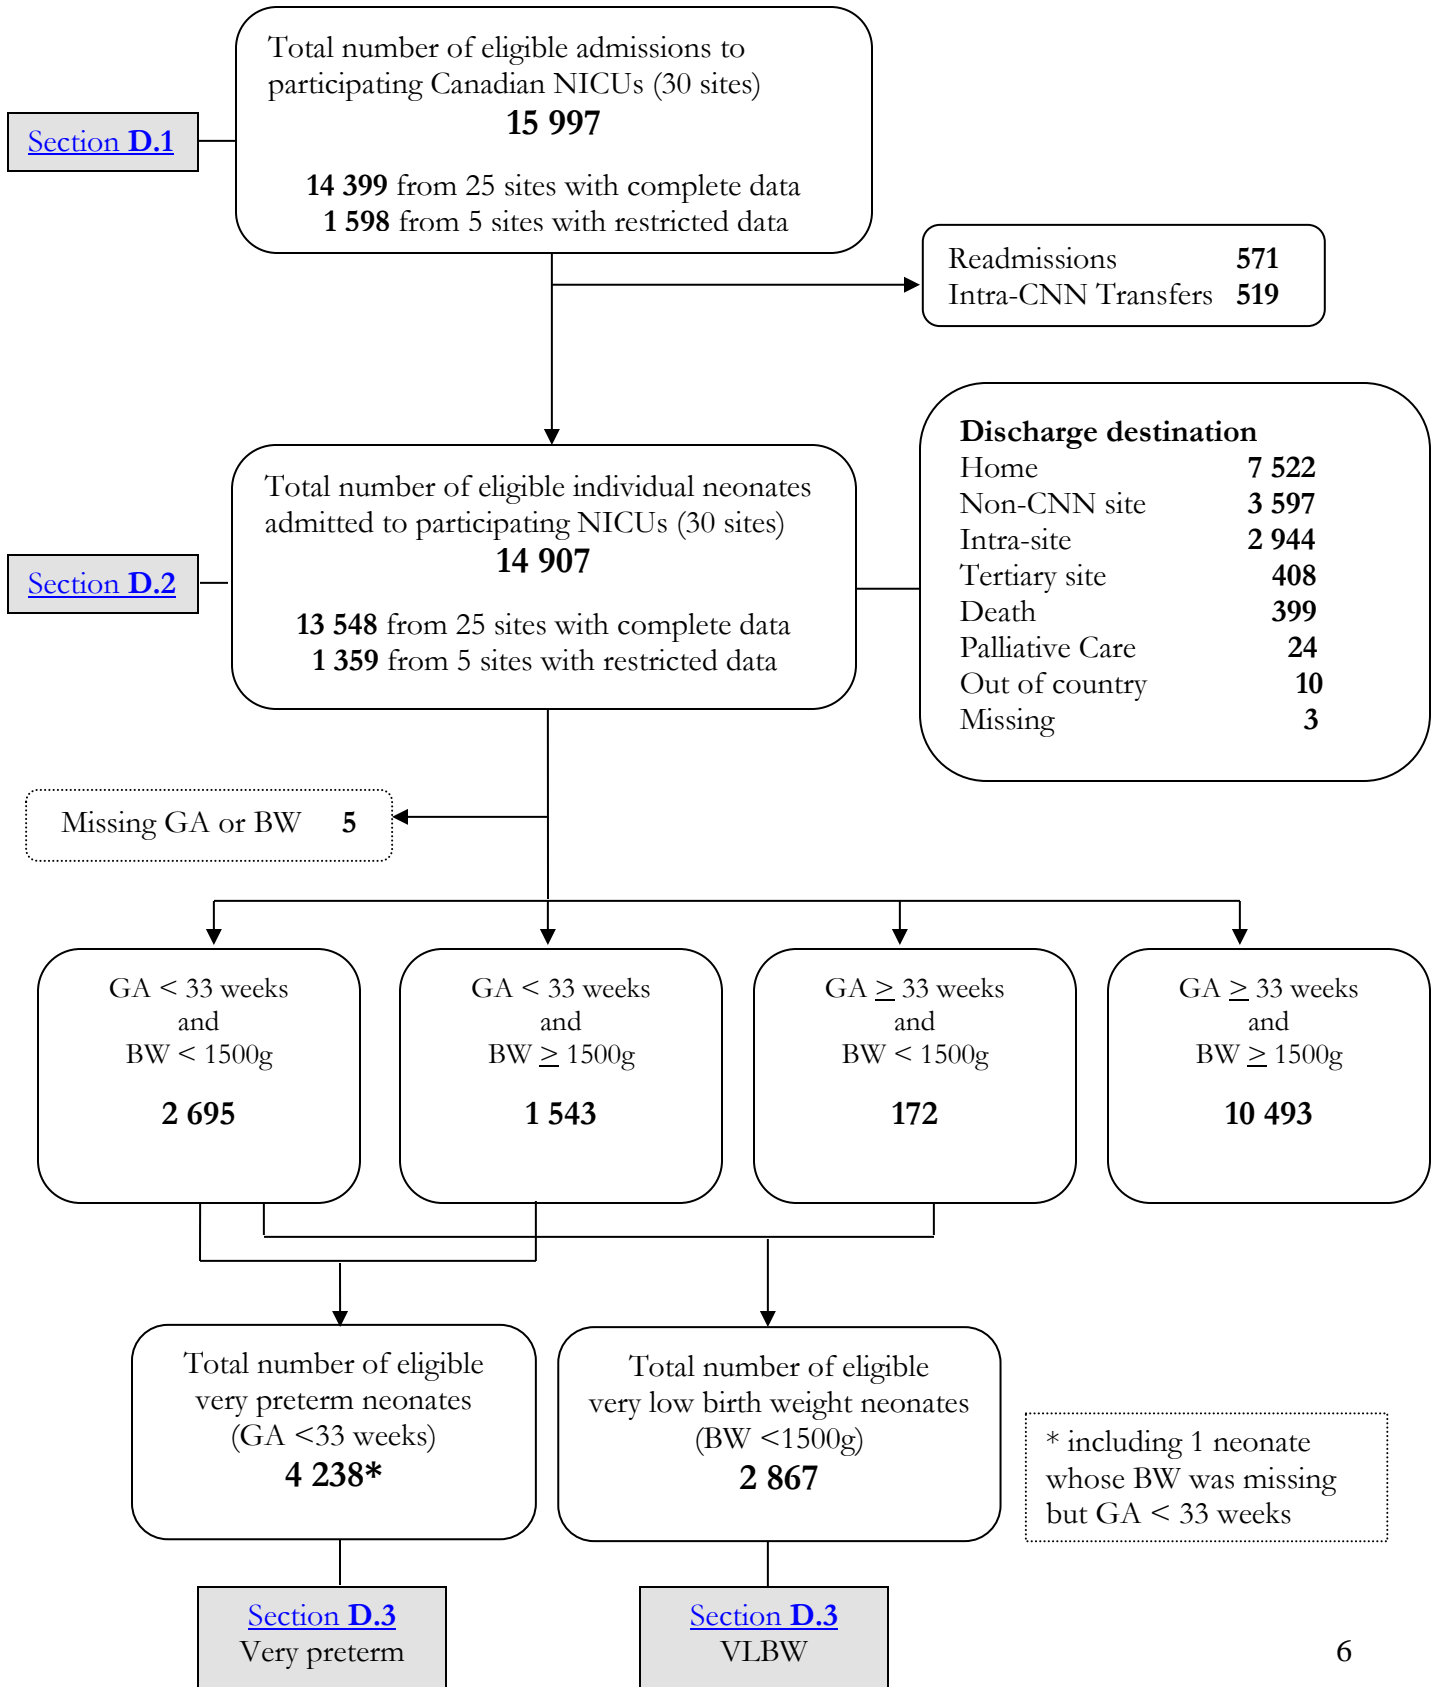 Total number of eligible admissions to
participating Canadian NICUs (30 sites)
15 997
14 399 from 25 sites with complete data
1 598 from 5 sites with restricted data
Section D.1
Readmissions 571
Intra-CNN Transfers 519
Total number of eligible individual neonates
admitted to participating NICUs (30 sites)
14 907
13 548 from 25 sites with complete data
1 359 from 5 sites with restricted data
Section D.2
Discharge destination
Home 7 522
Non-CNN site 3 597
Intra-site 2 944
Tertiary site 408
Death 399
Palliative Care 24
Out of country 10
Missing 3
Missing GA or BW 5
GA < 33 weeks
and
BW < 1500g
2 695
GA < 33 weeks
and
BW ≥ 1500g
1 543
GA ≥ 33 weeks
and
BW < 1500g
172
GA ≥ 33 weeks
and
BW ≥ 1500g
10 493
Total number of eligible
very preterm neonates
(GA <33 weeks)
4 238*
Total number of eligible
very low birth weight neonates
(BW <1500g)
2 867
* including 1 neonate
whose BW was missing
but GA < 33 weeks
Section D.3
Very preterm
Section D.3
VLBW
6